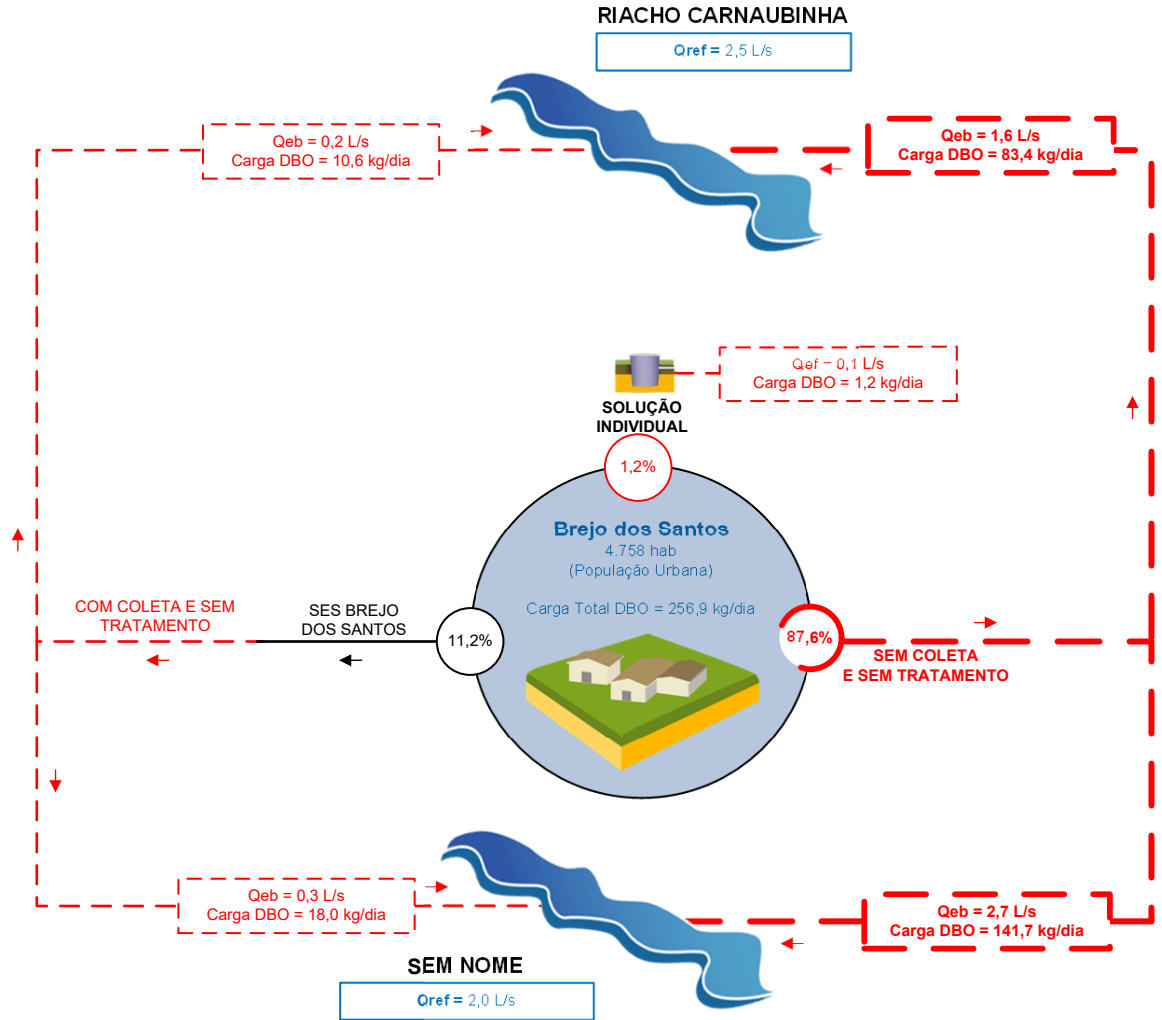 RIACHO CARNAUBINHA
Qref = 2,5 L/s
Qeb = 0,2 L/s
Carga DBO = 10,6 kg/dia
Qeb = 1,6 L/s
Carga DBO = 83,4 kg/dia
Qef = 0,1 L/s
Carga DBO = 1,2 kg/dia
SOLUÇÃO
INDIVIDUAL
1,2%
Brejo dos Santos
4.758 hab
(População Urbana)
Carga Total DBO = 256,9 kg/dia
COM COLETA E SEM
TRATAMENTO
SES BREJO
DOS SANTOS
11,2%
87,6%
SEM COLETA
E SEM TRATAMENTO
Qeb = 0,3 L/s
Carga DBO = 18,0 kg/dia
Qeb = 2,7 L/s
Carga DBO = 141,7 kg/dia
SEM NOME
Qref = 2,0 L/s